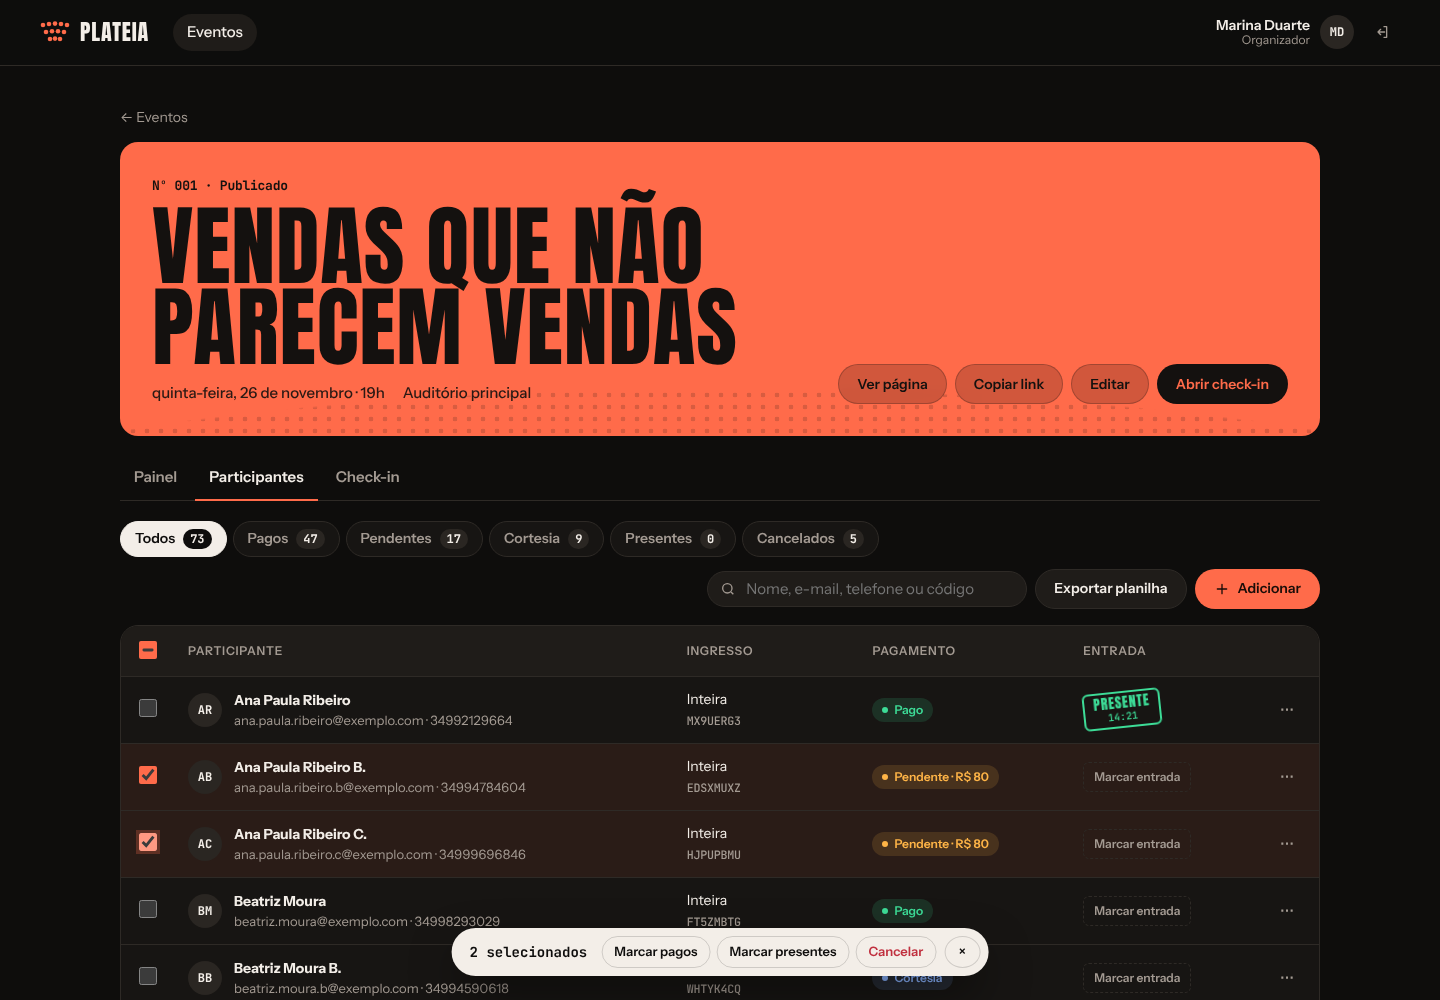 PLATEIA
Eventos
Marina Duarte
Organizador
MD
← Eventos
Nº 001 · Publicado
VENDAS QUE NÃO
PARECEM VENDAS
quinta-feira, 26 de novembro · 19h Auditório principal
Ver página
Copiar link
Editar
Abrir check-in
Painel
Participantes
Check-in
Todos 73
Pagos 47
Pendentes 17
Cortesia 9
Presentes 0
Cancelados 5
Nome, e-mail, telefone ou código
Exportar planilha
+ Adicionar
PARTICIPANTE INGRESSO PAGAMENTO ENTRADA
AR
Ana Paula Ribeiro
ana.paula.ribeiro@exemplo.com · 34992129664
Inteira
MX9UERG3
Pago
PRESENTE
14:21
···
AB
Ana Paula Ribeiro B.
ana.paula.ribeiro.b@exemplo.com · 34994784604
Inteira
EDSXMUXZ
Pendente · R$ 80
Marcar entrada
···
AC
Ana Paula Ribeiro C.
ana.paula.ribeiro.c@exemplo.com · 34999696846
Inteira
HJPUPBMU
Pendente · R$ 80
Marcar entrada
···
BM
Beatriz Moura
beatriz.moura@exemplo.com · 34998293029
Inteira
FT5ZMBTG
Pago
Marcar entrada
···
BB
Beatriz Moura B.
beatriz.moura.b@exemplo.com · 34994590618
WHTYK4CQ
Cortesia
Marcar entrada
···
2 selecionados
Marcar pagos
Marcar presentes
Cancelar
×